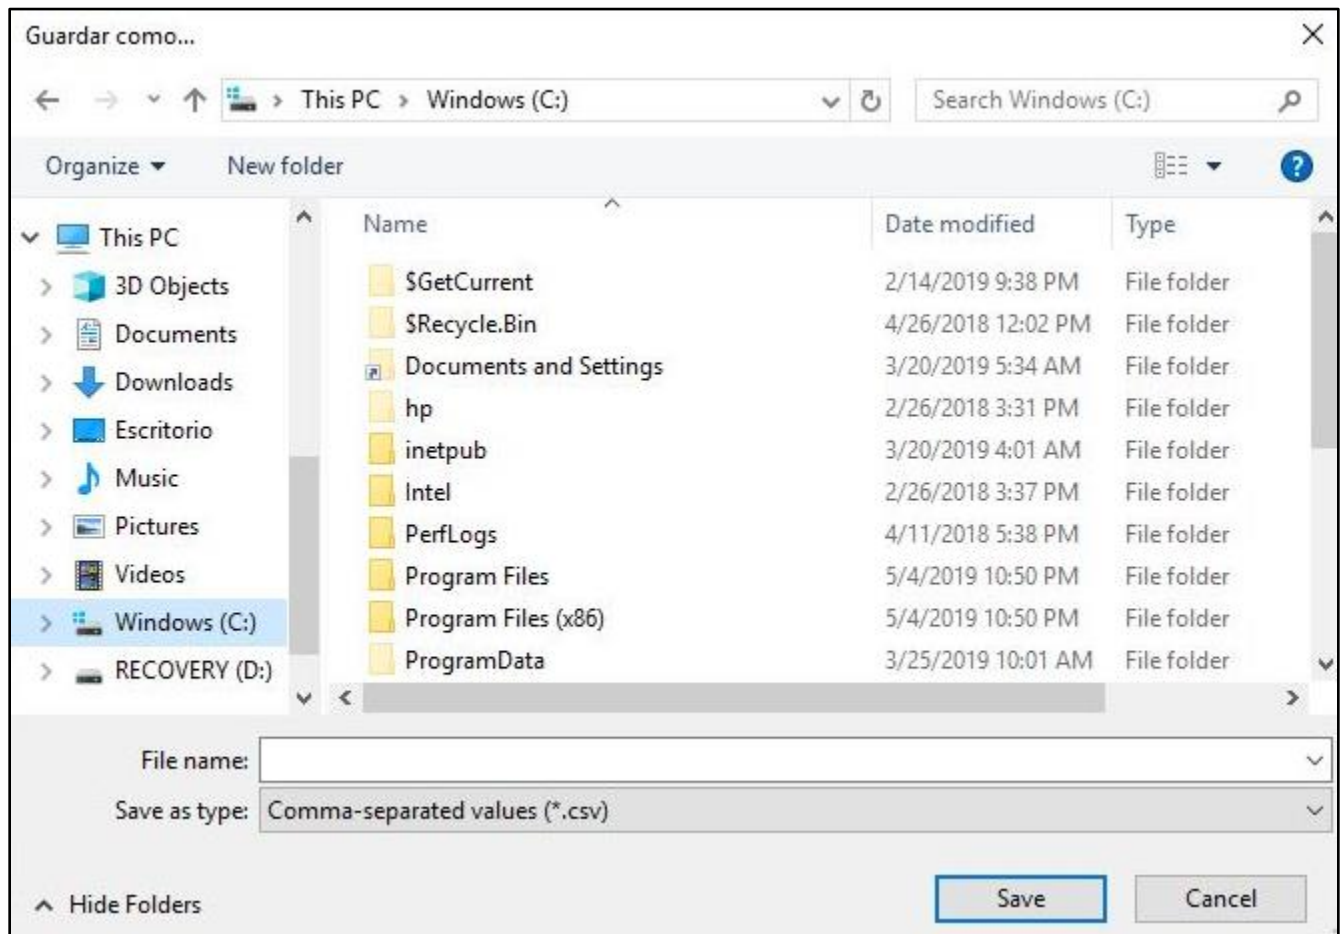 Guardar como...
This PC > Windows (C:)
Search Windows (C:)
Organize
New folder
This PC
3D Objects
Documents
Downloads
Escritorio
Music
Pictures
Videos
Windows (C:)
RECOVERY (D:)
Name Date modified Type
$GetCurrent 2/14/2019 9:38 PM File folder
$Recycle.Bin 4/26/2018 12:02 PM File folder
Documents and Settings 3/20/2019 5:34 AM File folder
hp 2/26/2018 3:31 PM File folder
inetpub 3/20/2019 4:01 AM File folder
Intel 2/26/2018 3:37 PM File folder
PerfLogs 4/11/2018 5:38 PM File folder
Program Files 5/4/2019 10:50 PM File folder
Program Files (x86) 5/4/2019 10:50 PM File folder
ProgramData 3/25/2019 10:01 AM File folder
File name:
Save as type: Comma-separated values (*.csv)
Hide Folders
Save
Cancel